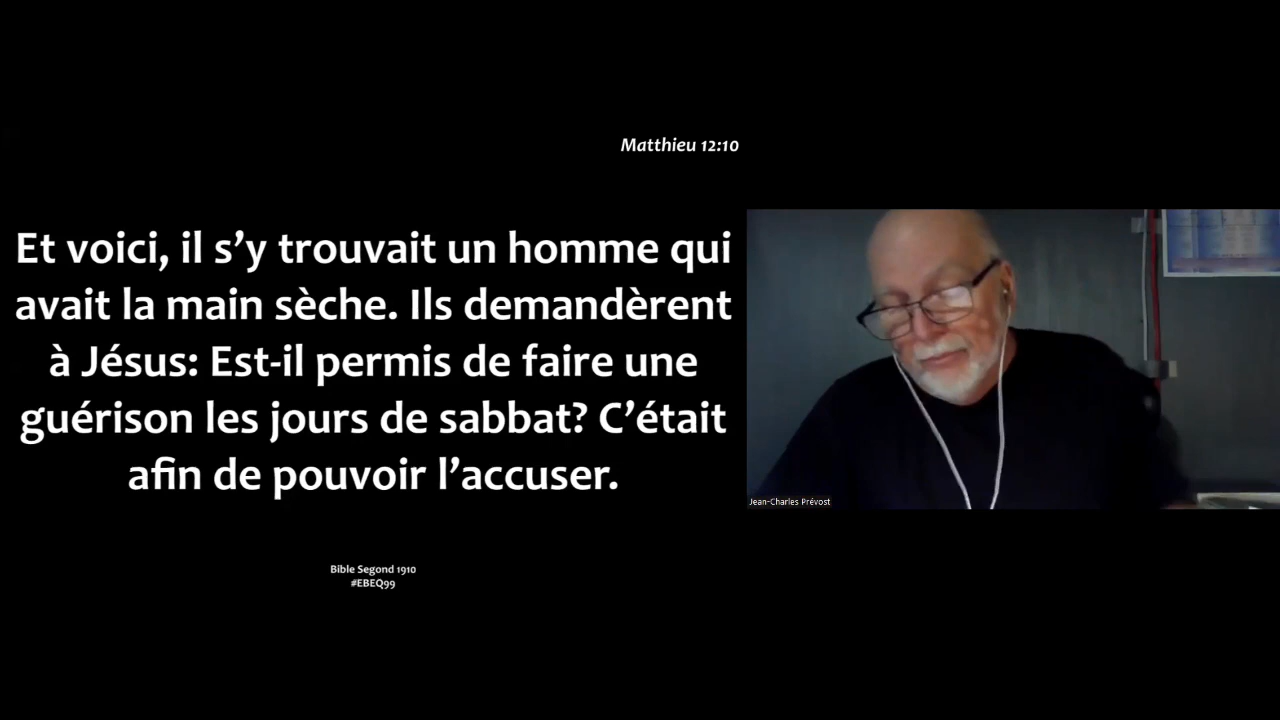 Matthieu 12:10
Et voici, il s’y trouvait un homme qui
avait la main sèche. Ils demandèrent
à Jésus: Est-il permis de faire une
guérison les jours de sabbat? C’était
afin de pouvoir l’accuser.
Jean-Charles Prévost
Bible Segond 1910
#EBEQ99